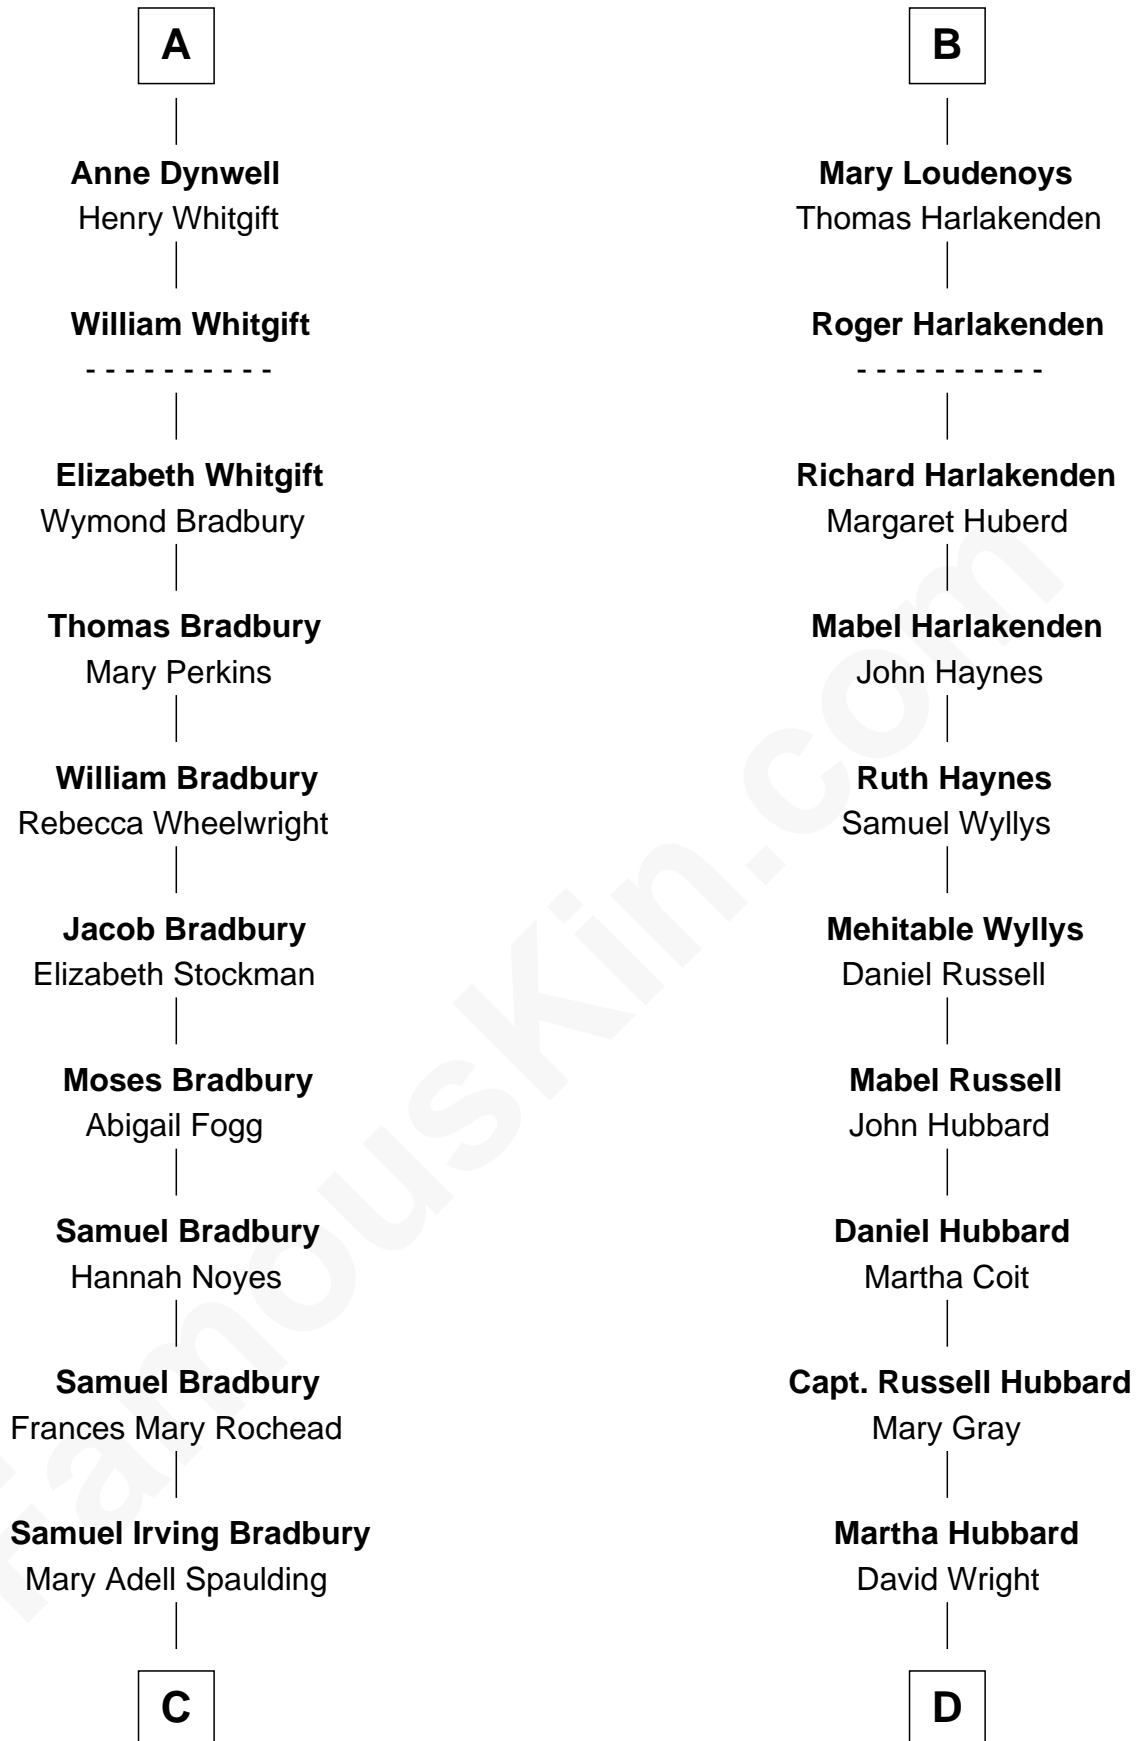 A
Anne Dynwell
Henry Whitgift
William Whitgift
- - - - - - - - - -
Elizabeth Whitgift
Wymond Bradbury
Thomas Bradbury
Mary Perkins
William Bradbury
Rebecca Wheelwright
Jacob Bradbury
Elizabeth Stockman
Moses Bradbury
Abigail Fogg
Samuel Bradbury
Hannah Noyes
Samuel Bradbury
Frances Mary Rochead
Samuel Irving Bradbury
Mary Adell Spaulding
C
B
Mary Loudenoys
Thomas Harlakenden
Roger Harlakenden
- - - - - - - - - -
Richard Harlakenden
Margaret Huberd
Mabel Harlakenden
John Haynes
Ruth Haynes
Samuel Wyllys
Mehitable Wyllys
Daniel Russell
Mabel Russell
John Hubbard
Daniel Hubbard
Martha Coit
Capt. Russell Hubbard
Mary Gray
Martha Hubbard
David Wright
D
FamousKin.com